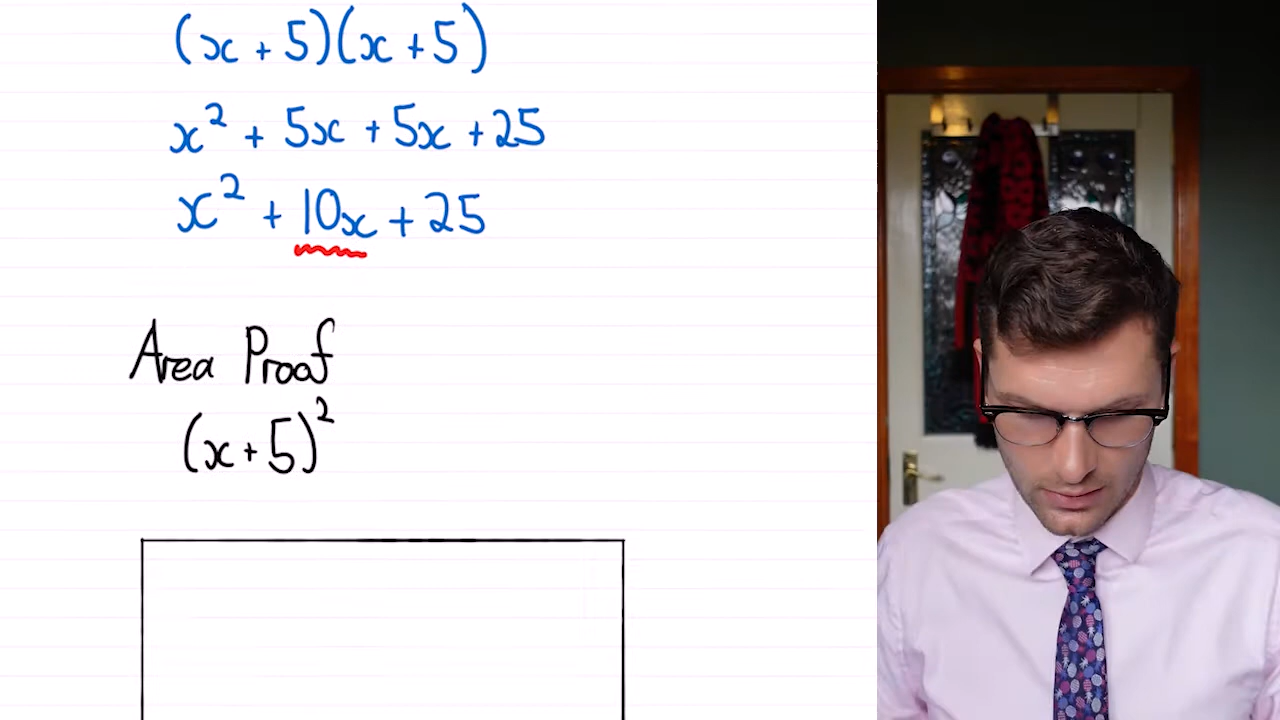 (x + 5)(x + 5)
x² + 5x + 5x + 25
x² + 10x + 25
Area Proof
(x + 5)²